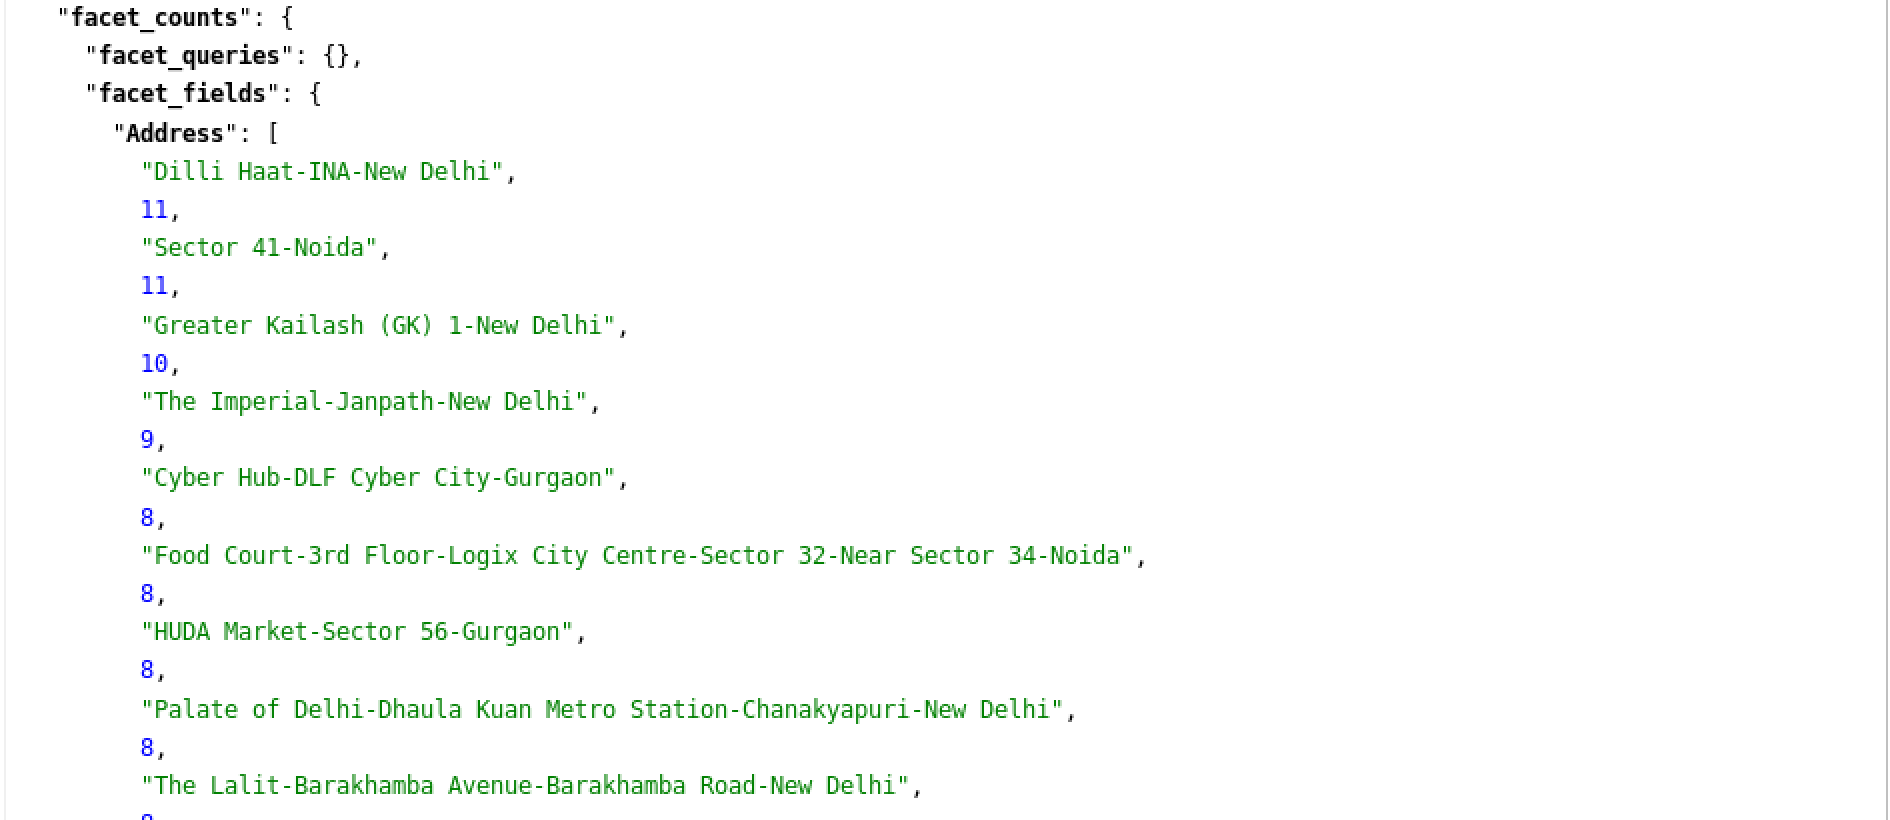 "facet_counts": {
"facet_queries": {},
"facet_fields": {
"Address": [
"Dilli Haat-INA-New Delhi",
11,
"Sector 41-Noida",
11,
"Greater Kailash (GK) 1-New Delhi",
10,
"The Imperial-Janpath-New Delhi",
9,
"Cyber Hub-DLF Cyber City-Gurgaon",
8,
"Food Court-3rd Floor-Logix City Centre-Sector 32-Near Sector 34-Noida",
8,
"HUDA Market-Sector 56-Gurgaon",
8,
"Palate of Delhi-Dhaula Kuan Metro Station-Chanakyapuri-New Delhi",
8,
"The Lalit-Barakhamba Avenue-Barakhamba Road-New Delhi",